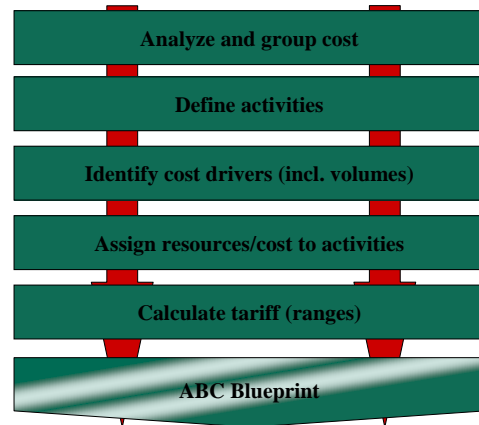 Analyze and group cost
Define activities
Identify cost drivers (incl. volumes)
Assign resources/cost to activities
Calculate tariff (ranges)
ABC Blueprint